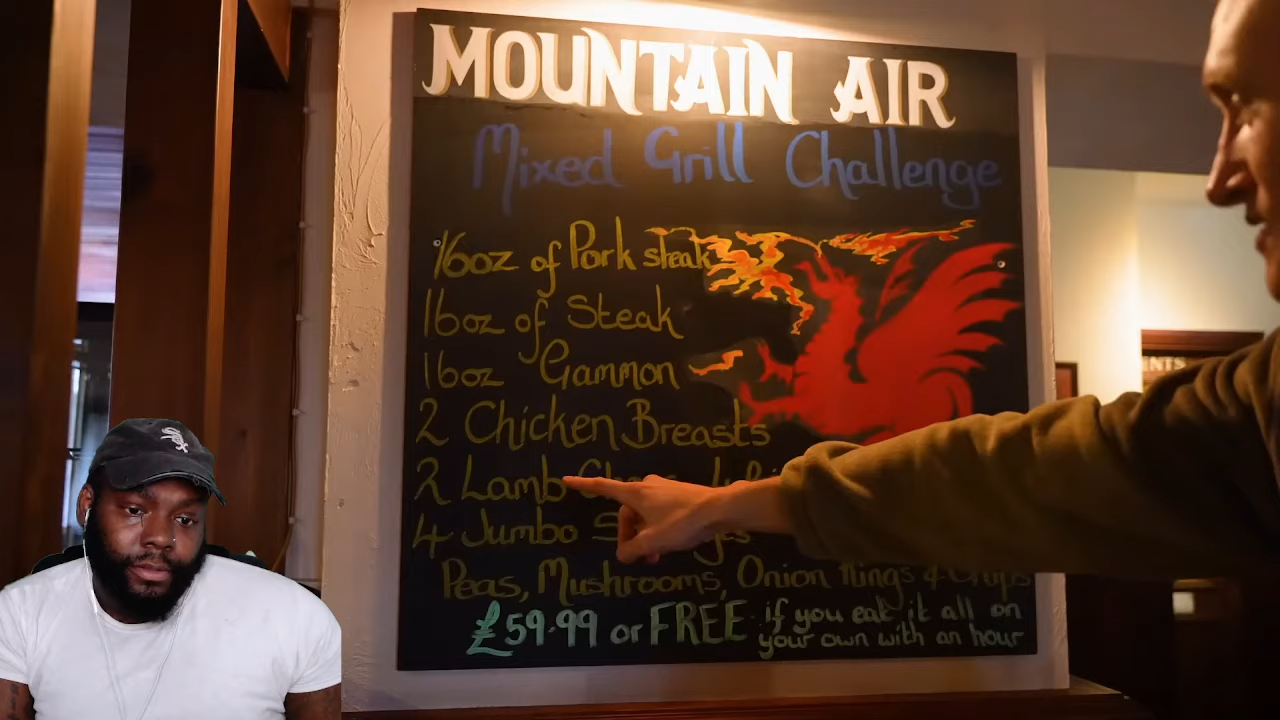 MOUNTAIN AIR
Mixed Grill Challenge
16oz of Pork steak
16oz of Steak
16oz Gammon
2 Chicken Breasts
2 Lamb
4 Jumbo
Peas, Mushrooms, Onion Rings & Chips
£59.99 or FREE if you eat it all on
your own with an hour